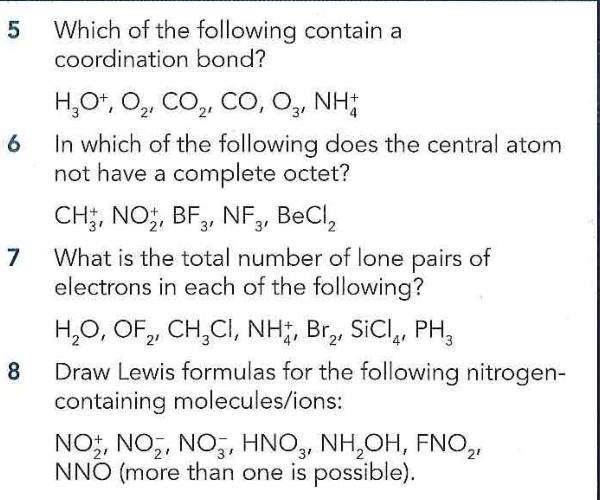 5 Which of the following contain a
coordination bond?
H₃O⁺, O₂, CO₂, CO, O₃, NH₄⁺
6 In which of the following does the central atom
not have a complete octet?
CH₃⁺, NO₂⁺, BF₃, NF₃, BeCl₂
7 What is the total number of lone pairs of
electrons in each of the following?
H₂O, OF₂, CH₃Cl, NH₄⁺, Br₂, SiCl₄, PH₃
8 Draw Lewis formulas for the following nitrogen-
containing molecules/ions:
NO₂⁺, NO₂⁻, NO₃⁻, HNO₃, NH₂OH, FNO₂,
NNO (more than one is possible).